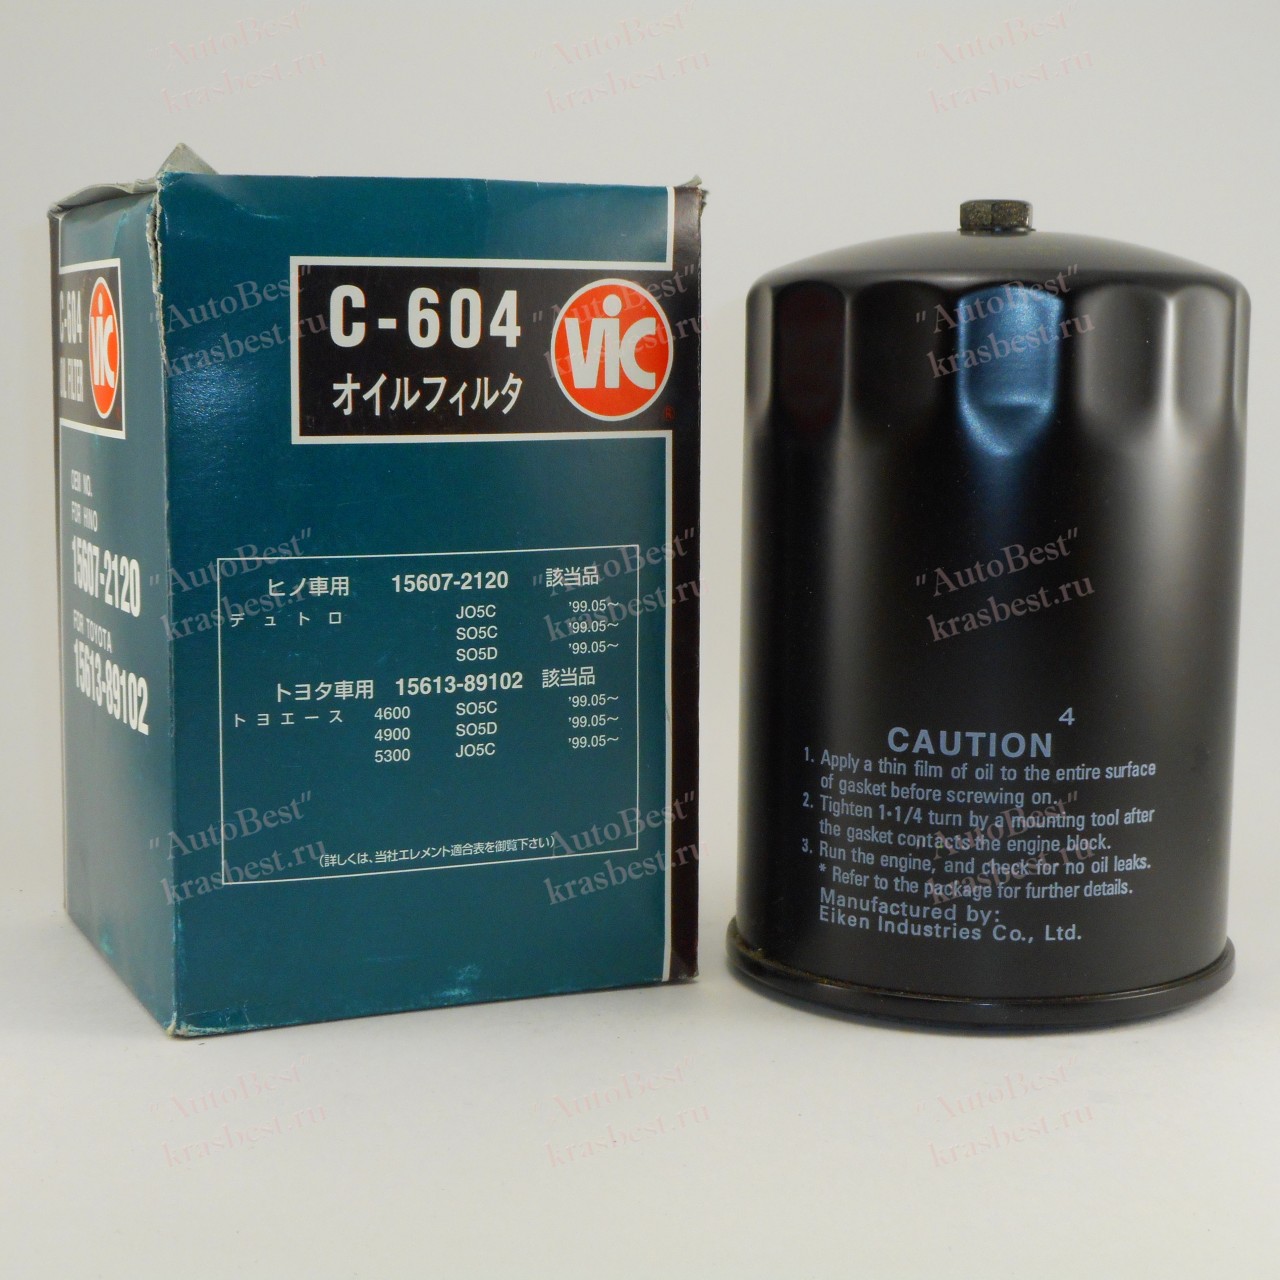 C-604
OIL FILTER
VIC
OEM NO.
FOR HINO
15607-2120
FOR TOYOTA
15613-89102
C-604
オイルフィルタ
VIC
®
ヒノ車用 15607-2120 該当品
デュトロ JO5C '99.05~
SO5C '99.05~
SO5D '99.05~
トヨタ車用 15613-89102 該当品
トヨエース 4600 SO5C '99.05~
4900 SO5D '99.05~
5300 JO5C '99.05~
(詳しくは、当社エレメント適合表を御覧下さい)
4
CAUTION
1. Apply a thin film of oil to the entire surface
of gasket before screwing on.
2. Tighten 1·1/4 turn by a mounting tool after
the gasket contacts the engine block.
3. Run the engine, and check for no oil leaks.
* Refer to the package for further details.
Manufactured by:
Eiken Industries Co., Ltd.
"AutoBest"
krasbest.ru